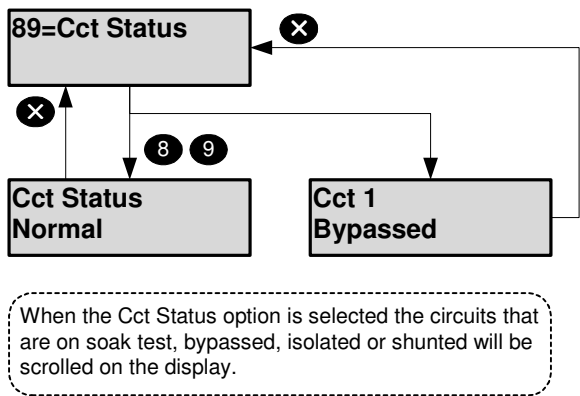 89=Cct Status
8 9
Cct Status
Normal
Cct 1
Bypassed
When the Cct Status option is selected the circuits that
are on soak test, bypassed, isolated or shunted will be
scrolled on the display.